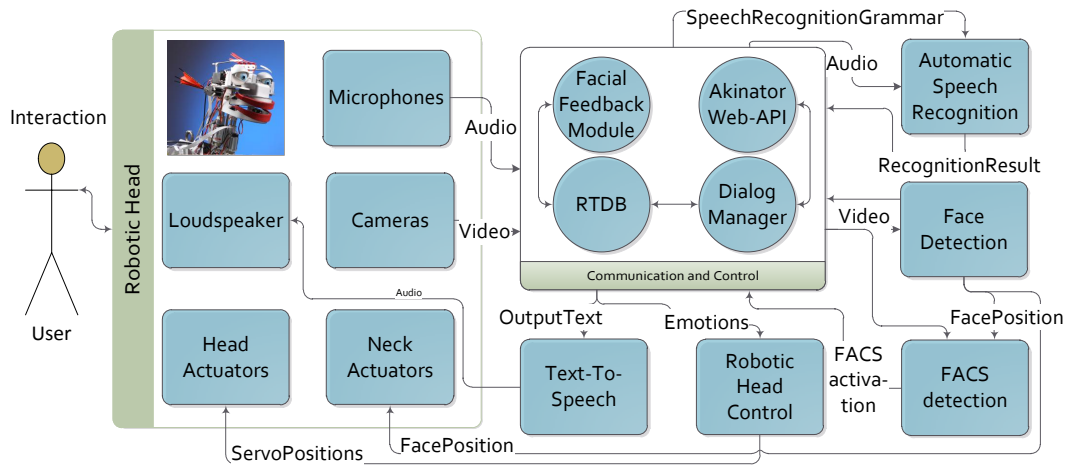 SpeechRecognitionGrammar
Interaction
User
Robotic Head
Microphones
Loudspeaker
Cameras
Head
Actuators
Neck
Actuators
Audio
Video
Audio
Facial
Feedback
Module
Akinator
Web-API
RTDB
Dialog
Manager
Communication and Control
Audio
Automatic
Speech
Recognition
RecognitionResult
Video
Face
Detection
OutputText
Emotions
FACS
activa-
tion
FacePosition
Text-To-
Speech
Robotic
Head
Control
FACS
detection
FacePosition
ServoPositions